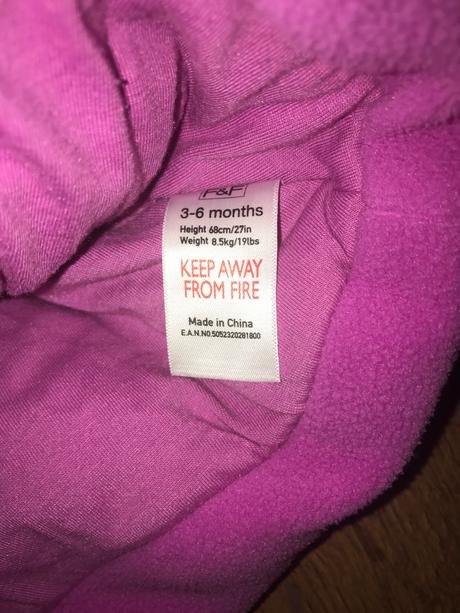 F&F
3-6 months
Height 68cm/27in
Weight 8.5kg/19lbs
KEEP AWAY
FROM FIRE
Made in China
E.A.N.NO.5052320281800